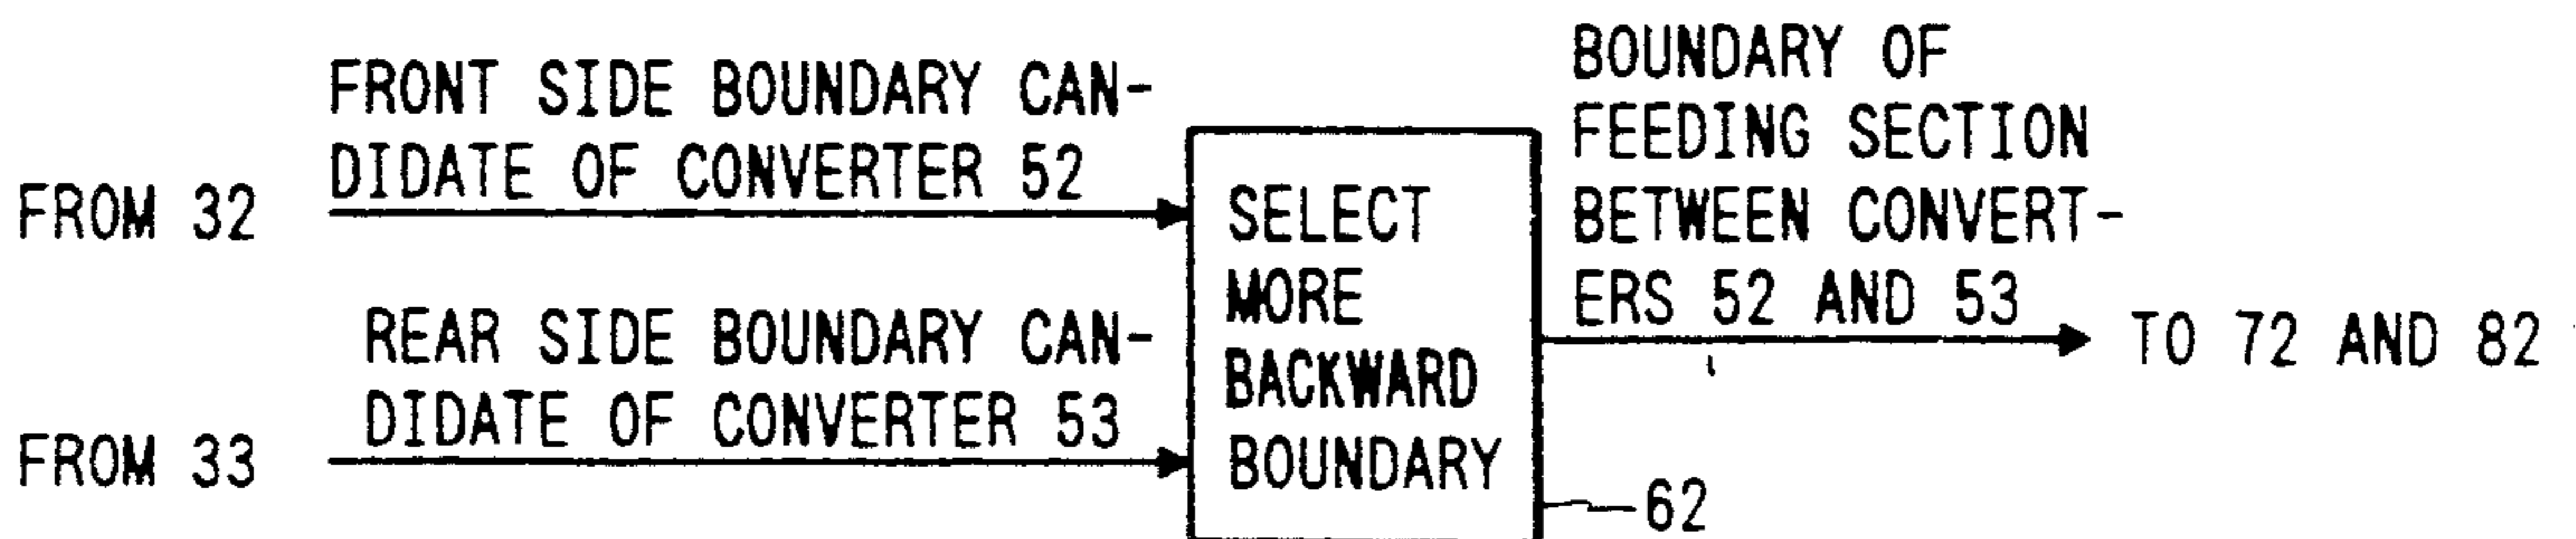 FROM 32
FRONT SIDE BOUNDARY CAN-
DIDATE OF CONVERTER 52
FROM 33
REAR SIDE BOUNDARY CAN-
DIDATE OF CONVERTER 53
SELECT
MORE
BACKWARD
BOUNDARY
62
BOUNDARY OF
FEEDING SECTION
BETWEEN CONVERT-
ERS 52 AND 53
TO 72 AND 82